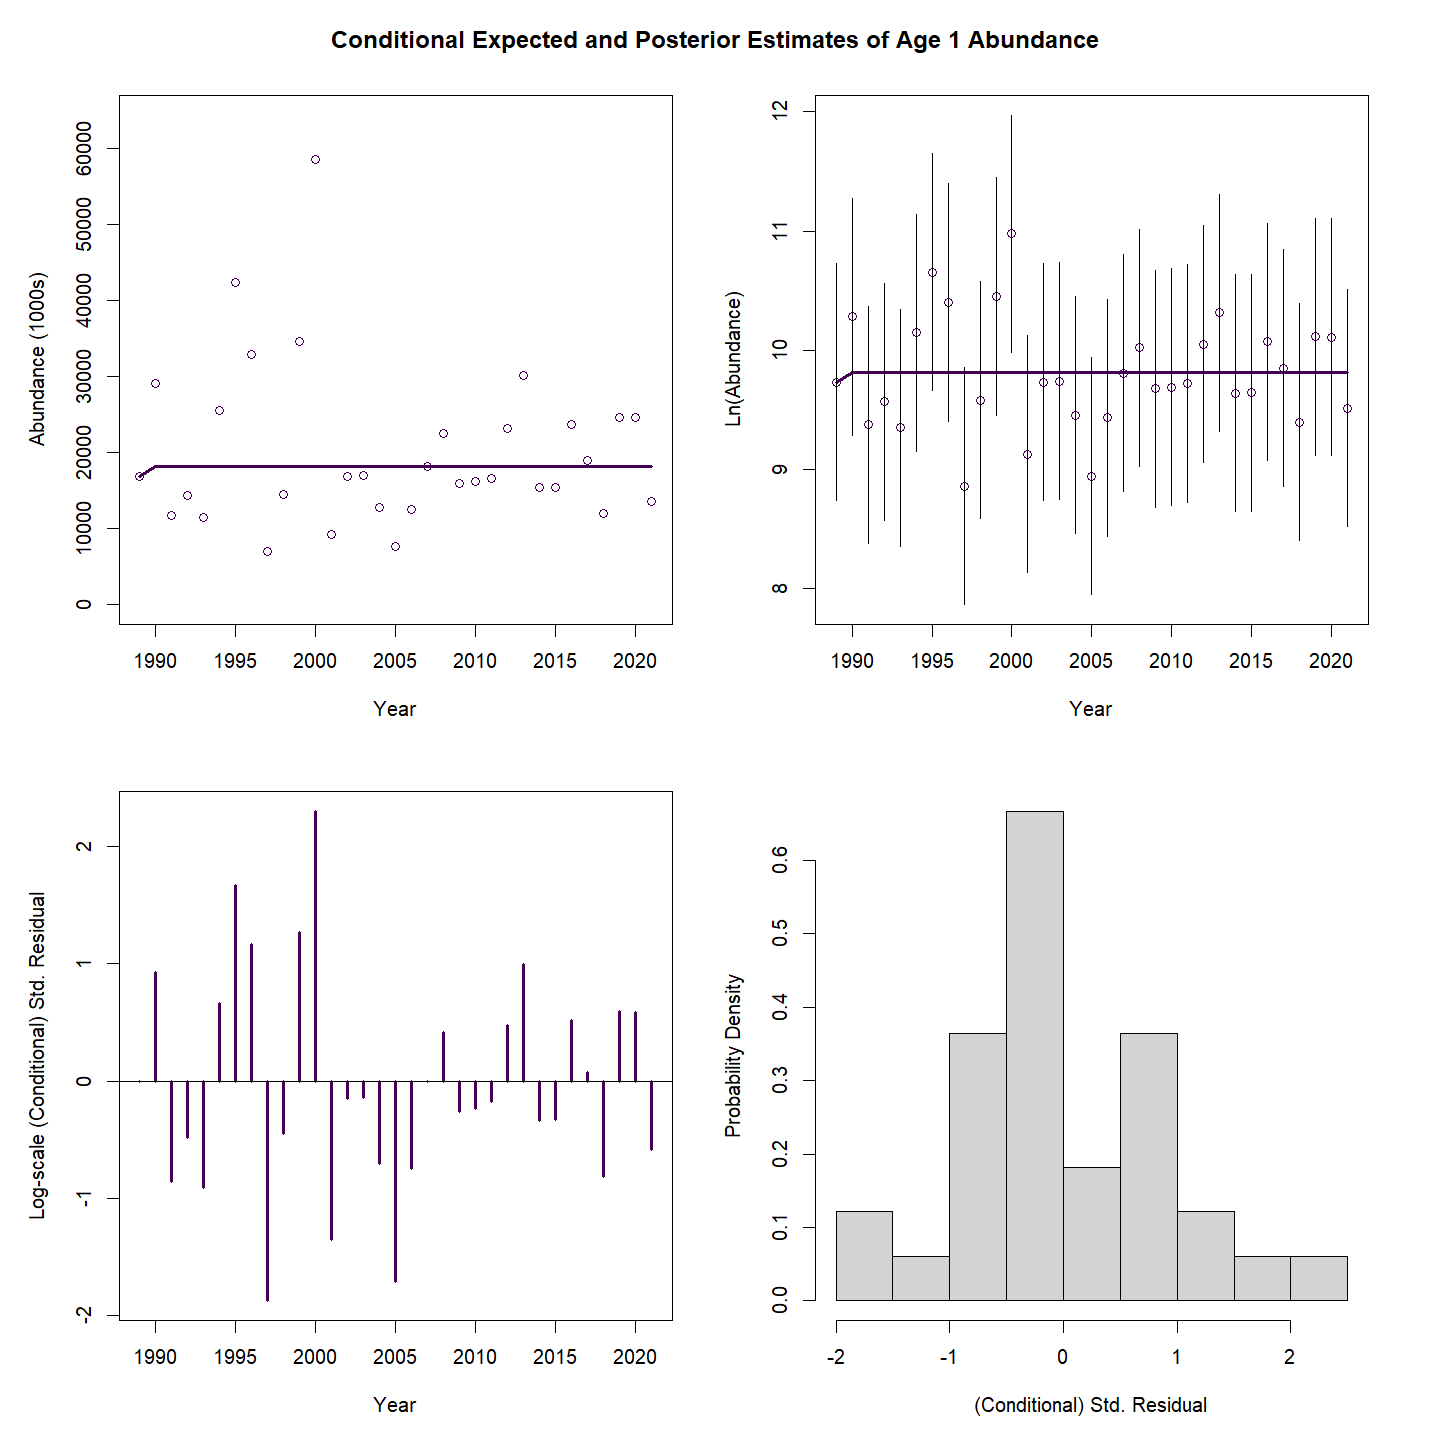 Conditional Expected and Posterior Estimates of Age 1 Abundance
Abundance (1000s)
60000
50000
40000
30000
20000
10000
0
1990 1995 2000 2005 2010 2015 2020
Year
Ln(Abundance)
12
11
10
9
8
1990 1995 2000 2005 2010 2015 2020
Year
Log-scale (Conditional) Std. Residual
2
1
0
-1
-2
1990 1995 2000 2005 2010 2015 2020
Year
Probability Density
0.6
0.5
0.4
0.3
0.2
0.1
0.0
-2 -1 0 1 2
(Conditional) Std. Residual